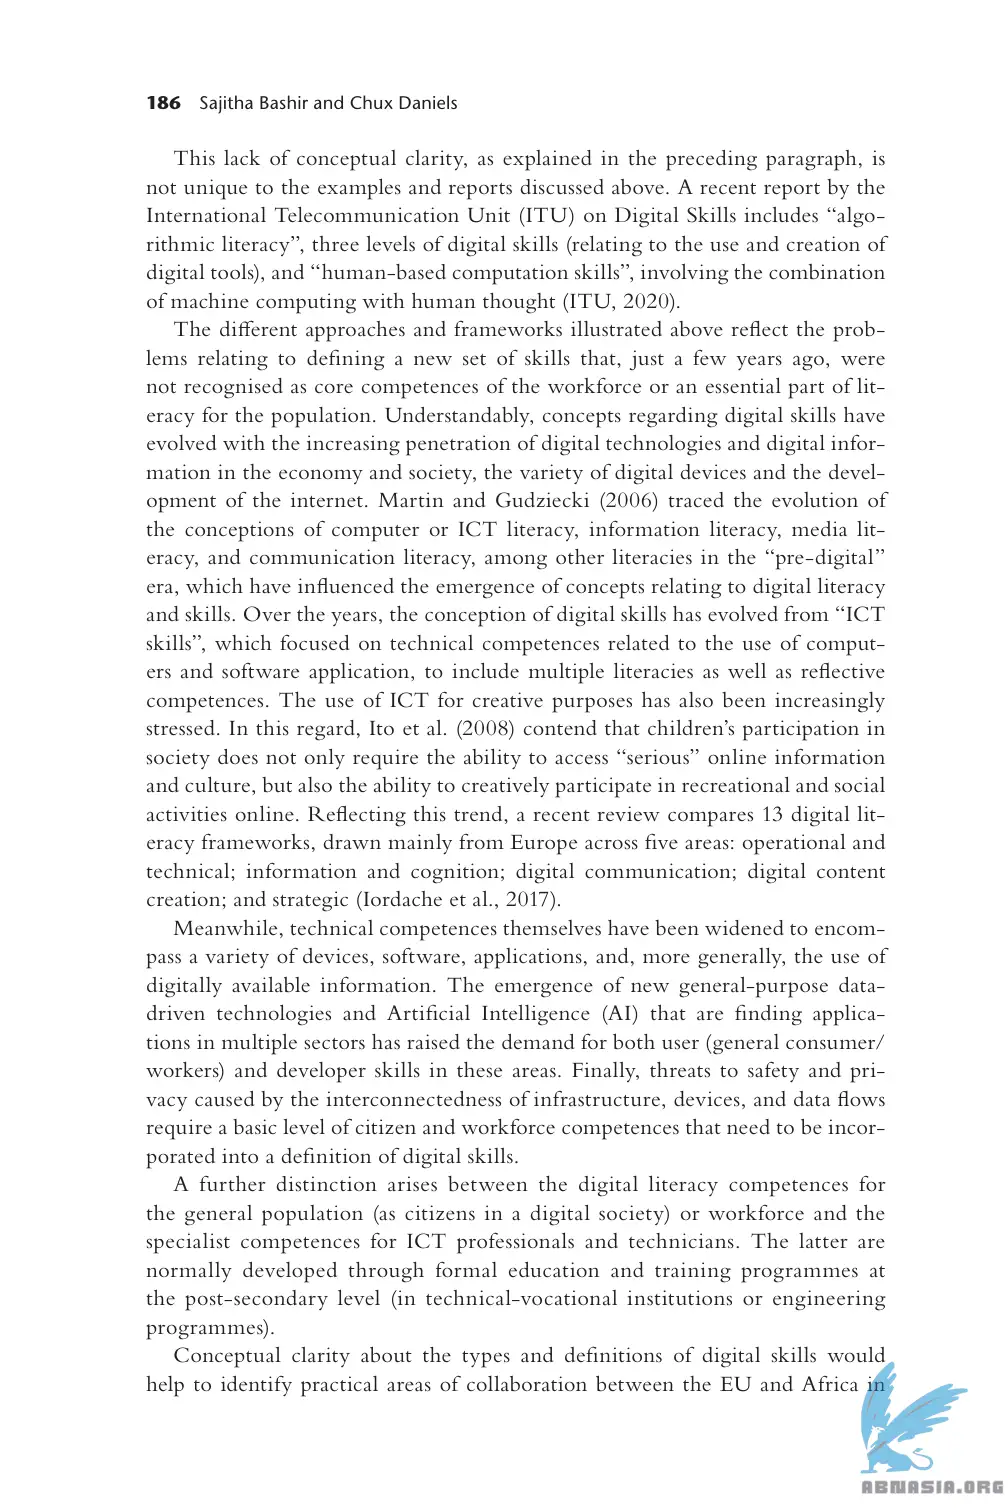 186 Sajitha Bashir and Chux Daniels
This lack of conceptual clarity, as explained in the preceding paragraph, is
not unique to the examples and reports discussed above. A recent report by the
International Telecommunication Unit (ITU) on Digital Skills includes “algo-
rithmic literacy”, three levels of digital skills (relating to the use and creation of
digital tools), and “human-based computation skills”, involving the combination
of machine computing with human thought (ITU, 2020).
The different approaches and frameworks illustrated above reflect the prob-
lems relating to defining a new set of skills that, just a few years ago, were
not recognised as core competences of the workforce or an essential part of lit-
eracy for the population. Understandably, concepts regarding digital skills have
evolved with the increasing penetration of digital technologies and digital infor-
mation in the economy and society, the variety of digital devices and the devel-
opment of the internet. Martin and Gudziecki (2006) traced the evolution of
the conceptions of computer or ICT literacy, information literacy, media lit-
eracy, and communication literacy, among other literacies in the “pre-digital”
era, which have influenced the emergence of concepts relating to digital literacy
and skills. Over the years, the conception of digital skills has evolved from “ICT
skills”, which focused on technical competences related to the use of comput-
ers and software application, to include multiple literacies as well as reflective
competences. The use of ICT for creative purposes has also been increasingly
stressed. In this regard, Ito et al. (2008) contend that children’s participation in
society does not only require the ability to access “serious” online information
and culture, but also the ability to creatively participate in recreational and social
activities online. Reflecting this trend, a recent review compares 13 digital lit-
eracy frameworks, drawn mainly from Europe across five areas: operational and
technical; information and cognition; digital communication; digital content
creation; and strategic (Iordache et al., 2017).
Meanwhile, technical competences themselves have been widened to encom-
pass a variety of devices, software, applications, and, more generally, the use of
digitally available information. The emergence of new general-purpose data-
driven technologies and Artificial Intelligence (AI) that are finding applica-
tions in multiple sectors has raised the demand for both user (general consumer/
workers) and developer skills in these areas. Finally, threats to safety and pri-
vacy caused by the interconnectedness of infrastructure, devices, and data flows
require a basic level of citizen and workforce competences that need to be incor-
porated into a definition of digital skills.
A further distinction arises between the digital literacy competences for
the general population (as citizens in a digital society) or workforce and the
specialist competences for ICT professionals and technicians. The latter are
normally developed through formal education and training programmes at
the post-secondary level (in technical-vocational institutions or engineering
programmes).
Conceptual clarity about the types and definitions of digital skills would
help to identify practical areas of collaboration between the EU and Africa in
ABNASIA.ORG